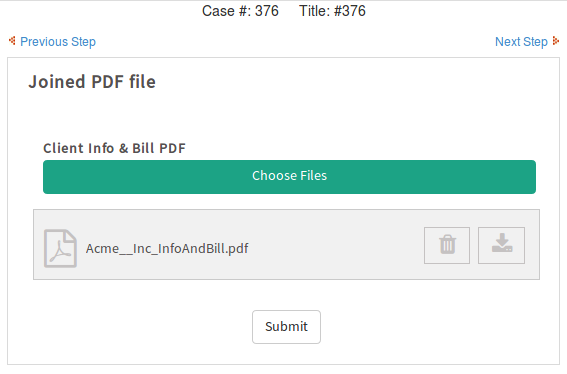 Case #: 376 Title: #376
Previous Step Next Step
Joined PDF file
Client Info & Bill PDF
Choose Files
Acme__Inc_InfoAndBill.pdf
Submit